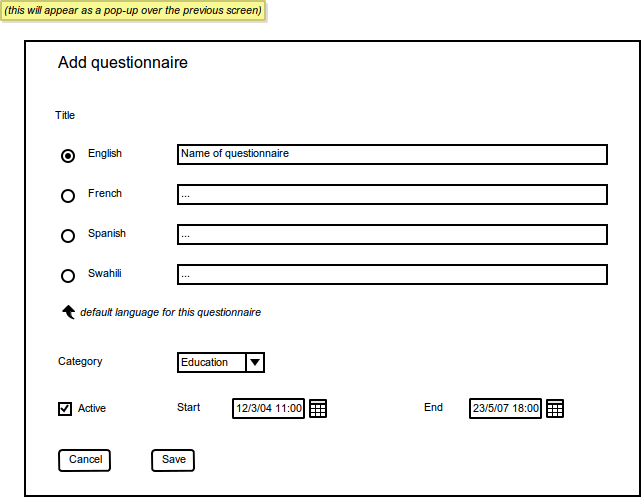 (this will appear as a pop-up over the previous screen)
Add questionnaire
Title
English Name of questionnaire
French ...
Spanish ...
Swahili ...
default language for this questionnaire
Category Education
Active Start 12/3/04 11:00 End 23/5/07 18:00
Cancel Save